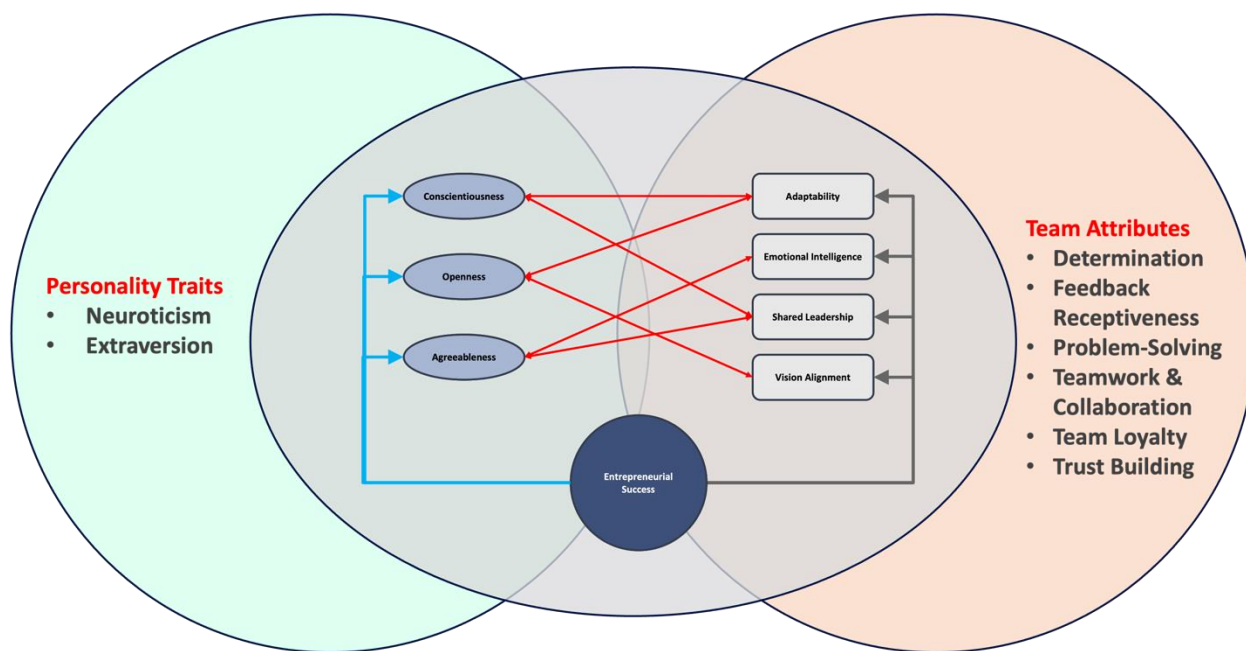 Personality Traits
• Neuroticism
• Extraversion
Conscientiousness
Openness
Agreeableness
Adaptability
Emotional Intelligence
Shared Leadership
Vision Alignment
Entrepreneurial
Success
Team Attributes
• Determination
• Feedback
Receptiveness
• Problem-Solving
• Teamwork &
Collaboration
• Team Loyalty
• Trust Building